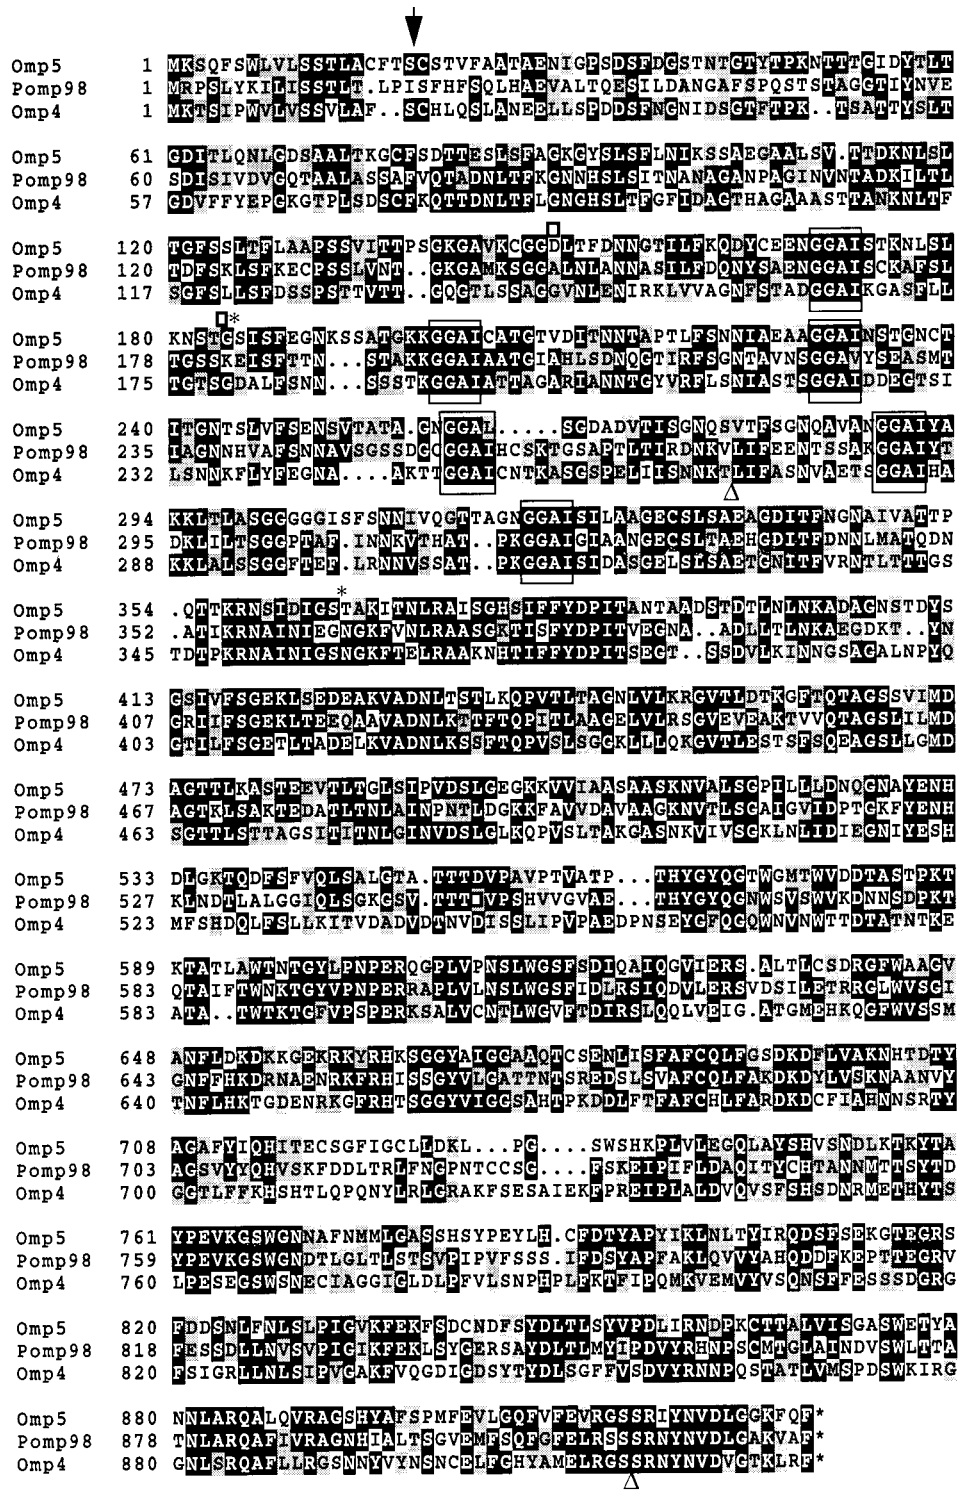 Omp5 1 MKSQFSWLVLSSTLACFTSCSTVFAATAENIGPSDSFDGSTNTGTYTPKNTTTGIDYTLT
Pomp98 1 MRPSLYKILISSTLT.LPISFHFSQLHAEVALTQESILDANGAFSPQSTSTAGGTIYNVE
Omp4 1 MKTSIPWVLVSSVLAF..SCHLQSLANEELLSPDDSFNGNIDSGTFTPK..TSATTYSLT
Omp5 61 GDITLQNLGDSAALTKGCFSDTTESLSFAGKGYSLSFLNIKSSAEGAALSV.TTDKNLSL
Pomp98 60 SDISIVDVGQTAALASSAFVQTADNLTFKGNNHSLSITNANAGANPAGINVNTADKILTL
Omp4 57 GDVFFYEPGKGTPLSDSCFKQTTDNLTFLGNGHSLTFGFIDAGTHAGAAASTTANKNLTF
Omp5 120 TGFSSLTFLAAPSSVITTPSGKGAVKCGGDLTFDNNGTILFKQDYCEENGGAISTKNLSL
Pomp98 120 TDFSKLSFKECPSSLVNT..GKGAMKSGGALNLANNASILFDQNYSAENGGAISCKAFSL
Omp4 117 SGFSLLSFDSSPSTTVTT..GQGTLSSAGGVNLENIRKLVVAGNFSTADGGAIKGASFLL
*
Omp5 180 KNSTGSISFEGNKSSATGKKGGAICATGTVDITNNTAPTLFSNNIAEAAGGAINSTGNCT
Pomp98 178 TGSSKEISFTTN...STAKKGGAIAATGIAHLSDNQGTIRFSGNTAVNSGGAVYSEASMT
Omp4 175 TGTSGDALFSNN...SSSTKGGAIATTAGARIANNTGYVRFLSNIASTSGGAIDDEGTSI
Omp5 240 ITGNTSLVFSENSVTATA.GNGGAL.....SGDADVTISGNQSVTFSGNQAVANGGAIYA
Pomp98 235 IAGNNHVAFSNNAVSGSSDGCGGAIHCSKTGSAPTLTIRDNKVLIFEENTSSAKGGAIYT
Omp4 232 LSNNKFLYFEGNA....AKTTGGAICNTKASGSPELIISNNKTLIFASNVAETSGGAIHA
Δ
Omp5 294 KKLTLASGGGGGISFSNNIVQGTTAGNGGAISILAAGECSLSAEAGDITFNGNAIVATTP
Pomp98 295 DKLILTSGGPTAF.INNKVTHAT..PKGGAIGIAANGECSLTAEHGDITFDNNLMATQDN
Omp4 288 KKLALSSGGFTEF.LRNNVSSAT..PKGGAISIDASGELSLSAETGNITFVRNTLTTTGS
*
Omp5 354 .QTTKRNSIDIGSTAKITNLRAISGHSIFFYDPITANTAADSTDTLNLNKADAGNSTDYS
Pomp98 352 .ATIKRNAINIEGNGKFVNLRAASGKTISFYDPITVEGNA..ADLLTLNKAEGDKT..YN
Omp4 345 TDTPKRNAINIGSNGKFTELRAAKNHTIFFYDPITSEGT..SSDVLKINNGSAGALNPYQ
Omp5 413 GSIVFSGEKLSEDEAKVADNLTSTLKQPVTLTAGNLVLKRGVTLDTKGFTQTAGSSVIMD
Pomp98 407 GRIIFSGEKLTEEQAAVADNLKTTFTQPITLAAGELVLRSGVEVEAKTVVQTAGSLILMD
Omp4 403 GTILFSGETLTADELKVADNLKSSFTQPVSLSGGKLLLQKGVTLESTSFSQEAGSLLGMD
Omp5 473 AGTTLKASTEEVTLTGLSIPVDSLGEGKKVVIAASAASKNVALSGPILLLDNQGNAYENH
Pomp98 467 AGTKLSAKTEDATLTNLAINPNTLDGKKFAVVDAVAAGKNVTLSGAIGVIDPTGKFYENH
Omp4 463 SGTTLSTTAGSITITNLGINVDSLGLKQPVSLTAKGASNKVIVSGKLNLIDIEGNIYESH
Omp5 533 DLGKTQDFSFVQLSALGTA.TTTDVPAVPTVATP...THYGYQGTWGMTWVDDTASTPKT
Pomp98 527 KLNDTLALGGIQLSGKGSV.TTTDVPSHVVGVAE...THYGYQGNWSVSWVKDNNSDPKT
Omp4 523 MFSHDQLFSLLKITVDADVDTNVDISSLIPVPAEDPNSEYGFQGQWNVNWTTDTATNTKE
Omp5 589 KTATLAWTNTGYLPNPERQGPLVPNSLWGSFSDIQAIQGVIERS.ALTLCSDRGFWAAGV
Pomp98 583 QTAIFTWNKTGYVPNPERRAPLVLNSLWGSFIDLRSIQDVLERSVDSILETRRGLWVSGI
Omp4 583 ATA..TWTKTGFVPSPERKSALVCNTLWGVFTDIRSLQQLVEIG.ATGMEHKQGFWVSSM
Omp5 648 ANFLDKDKKGEKRKYRHKSGGYAIGGAAQTCSENLISFAFCQLFGSDKDFLVAKNHTDTY
Pomp98 643 GNFFHKDRNAENRKFRHISSGYVLGATTNTSREDSLSVAFCQLFAKDKDYLVSKNAANVY
Omp4 640 TNFLHKTGDENRKGFRHTSGGYVIGGSAHTPKDDLFTFAFCHLFARDKDCFIAHNNSRTY
Omp5 708 AGAFYIQHITECSGFIGCLLDKL...PG....SWSHKPLVLEGQLAYSHVSNDLKTKYTA
Pomp98 703 AGSVYYQHVSKFDDLTRLFNGPNTCCSG....FSKEIPIFLDAQITYCHTANNMTTSYTD
Omp4 700 GGTLFFKHSHTLQPQNYLRLGRAKFSESAIEKFPREIPLALDVQVSFSHSDNRMETHYTS
Omp5 761 YPEVKGSWGNNAFNMMLGASSHSYPEYLH.CFDTYAPYIKLNLTYIRQDSFSEKGTEGRS
Pomp98 759 YPEVKGSWGNDTLGLTLSTSVPIPVFSSS.IFDSYAPFAKLQVVYAHQDDFKEPTTEGRV
Omp4 760 LPESEGSWSNECIAGGIGLDLPFVLSNPHPLFKTFIPQMKVEMVYVSQNSFFESSSDGRG
Omp5 820 FDDSNLFNLSLPIGVKFEKFSDCNDFSYDLTLSYVPDLIRNDPKCTTALVISGASWETYA
Pomp98 818 FESSDLLNVSVPIGIKFEKLSYGERSAYDLTLMYIPDVYRHNPSCMTGLAINDVSWLTTA
Omp4 820 FSIGRLLNLSIPVGAKFVQGDIGDSYTYDLSGFFVSDVYRNNPQSTATLVMSPDSWKIRG
Omp5 880 NNLARQALQVRAGSHYAFSPMFEVLGQFVFEVRGSSRIYNVDLGGKFQF*
Pomp98 878 TNLARQAFIVRAGNHIALTSGVEMFSQFGFELRSSSRNYNVDLGAKVAF*
Omp4 880 GNLSRQAFLLRGSNNYVYNSNCELFGHYAMELRGSSRNYNVDVGTKLRF*
Δ